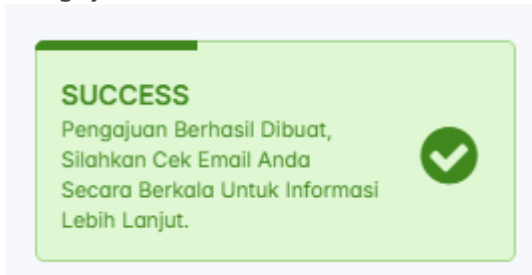 SUCCESS
Pengajuan Berhasil Dibuat,
Silahkan Cek Email Anda
Secara Berkala Untuk Informasi
Lebih Lanjut.